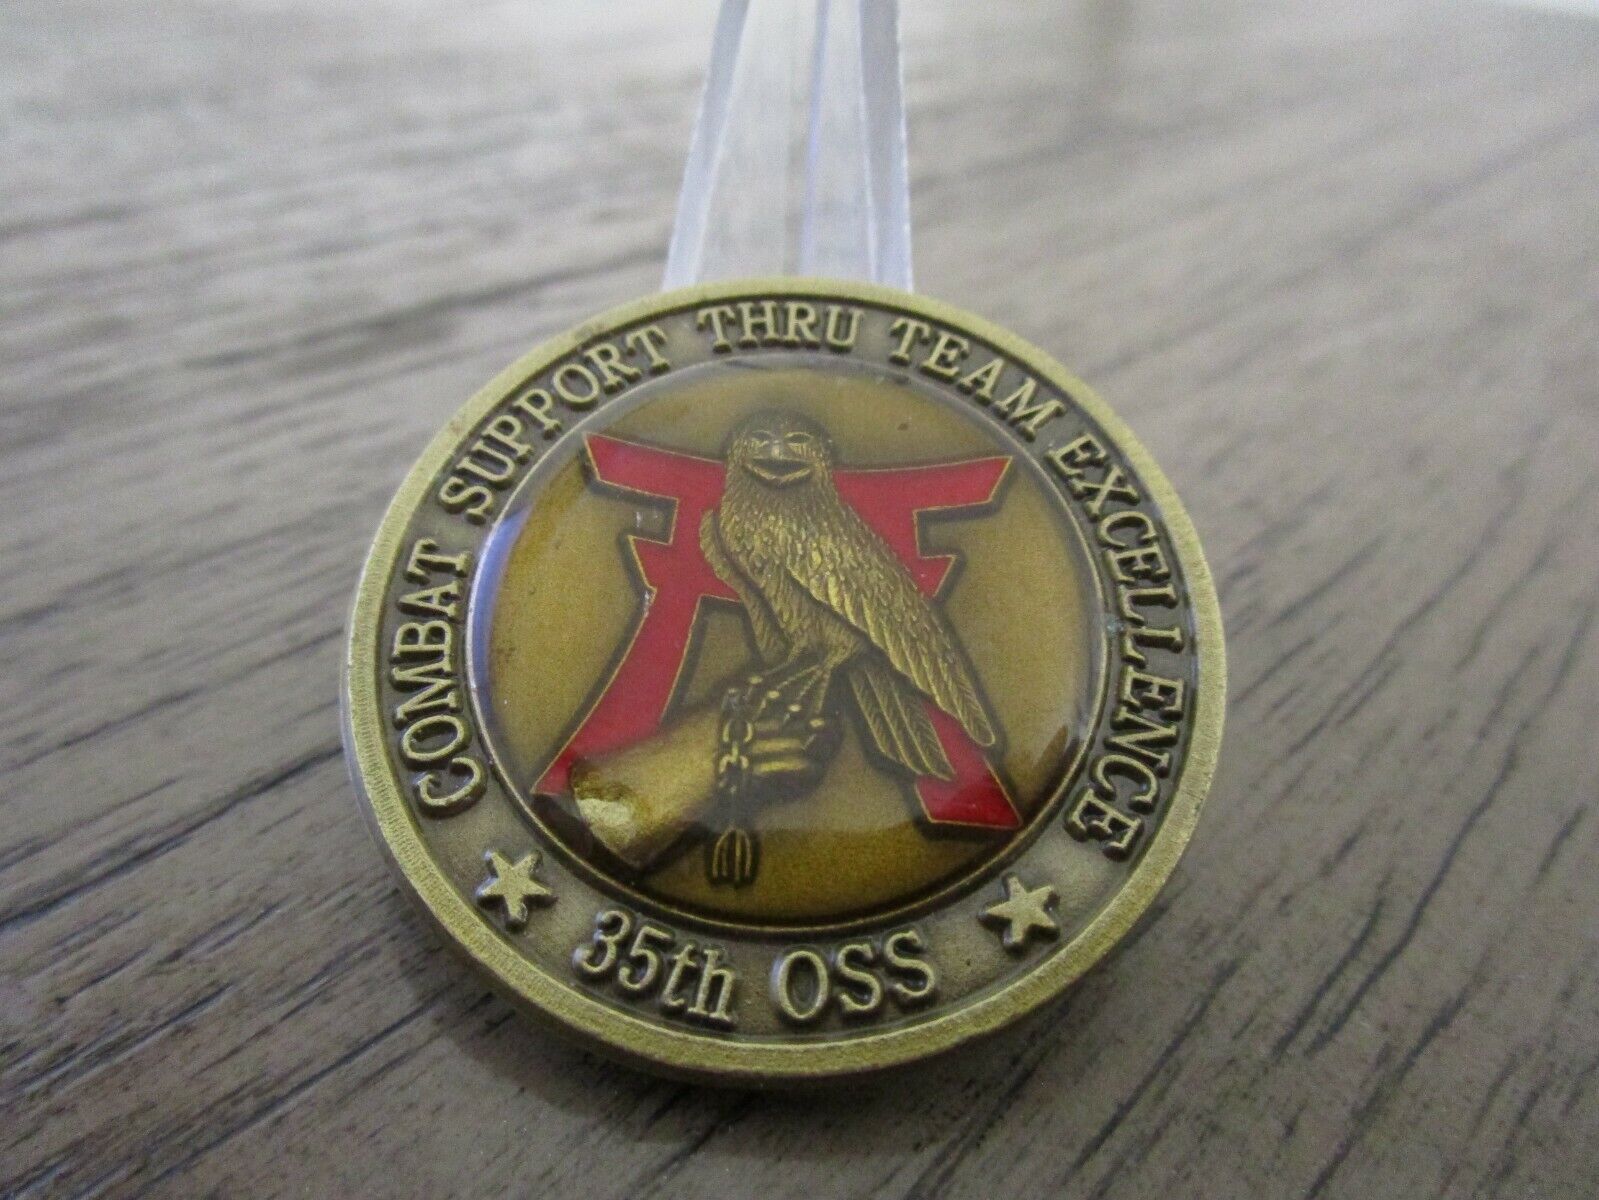 COMBAT SUPPORT THRU TEAM EXCELLENCE
35th OSS